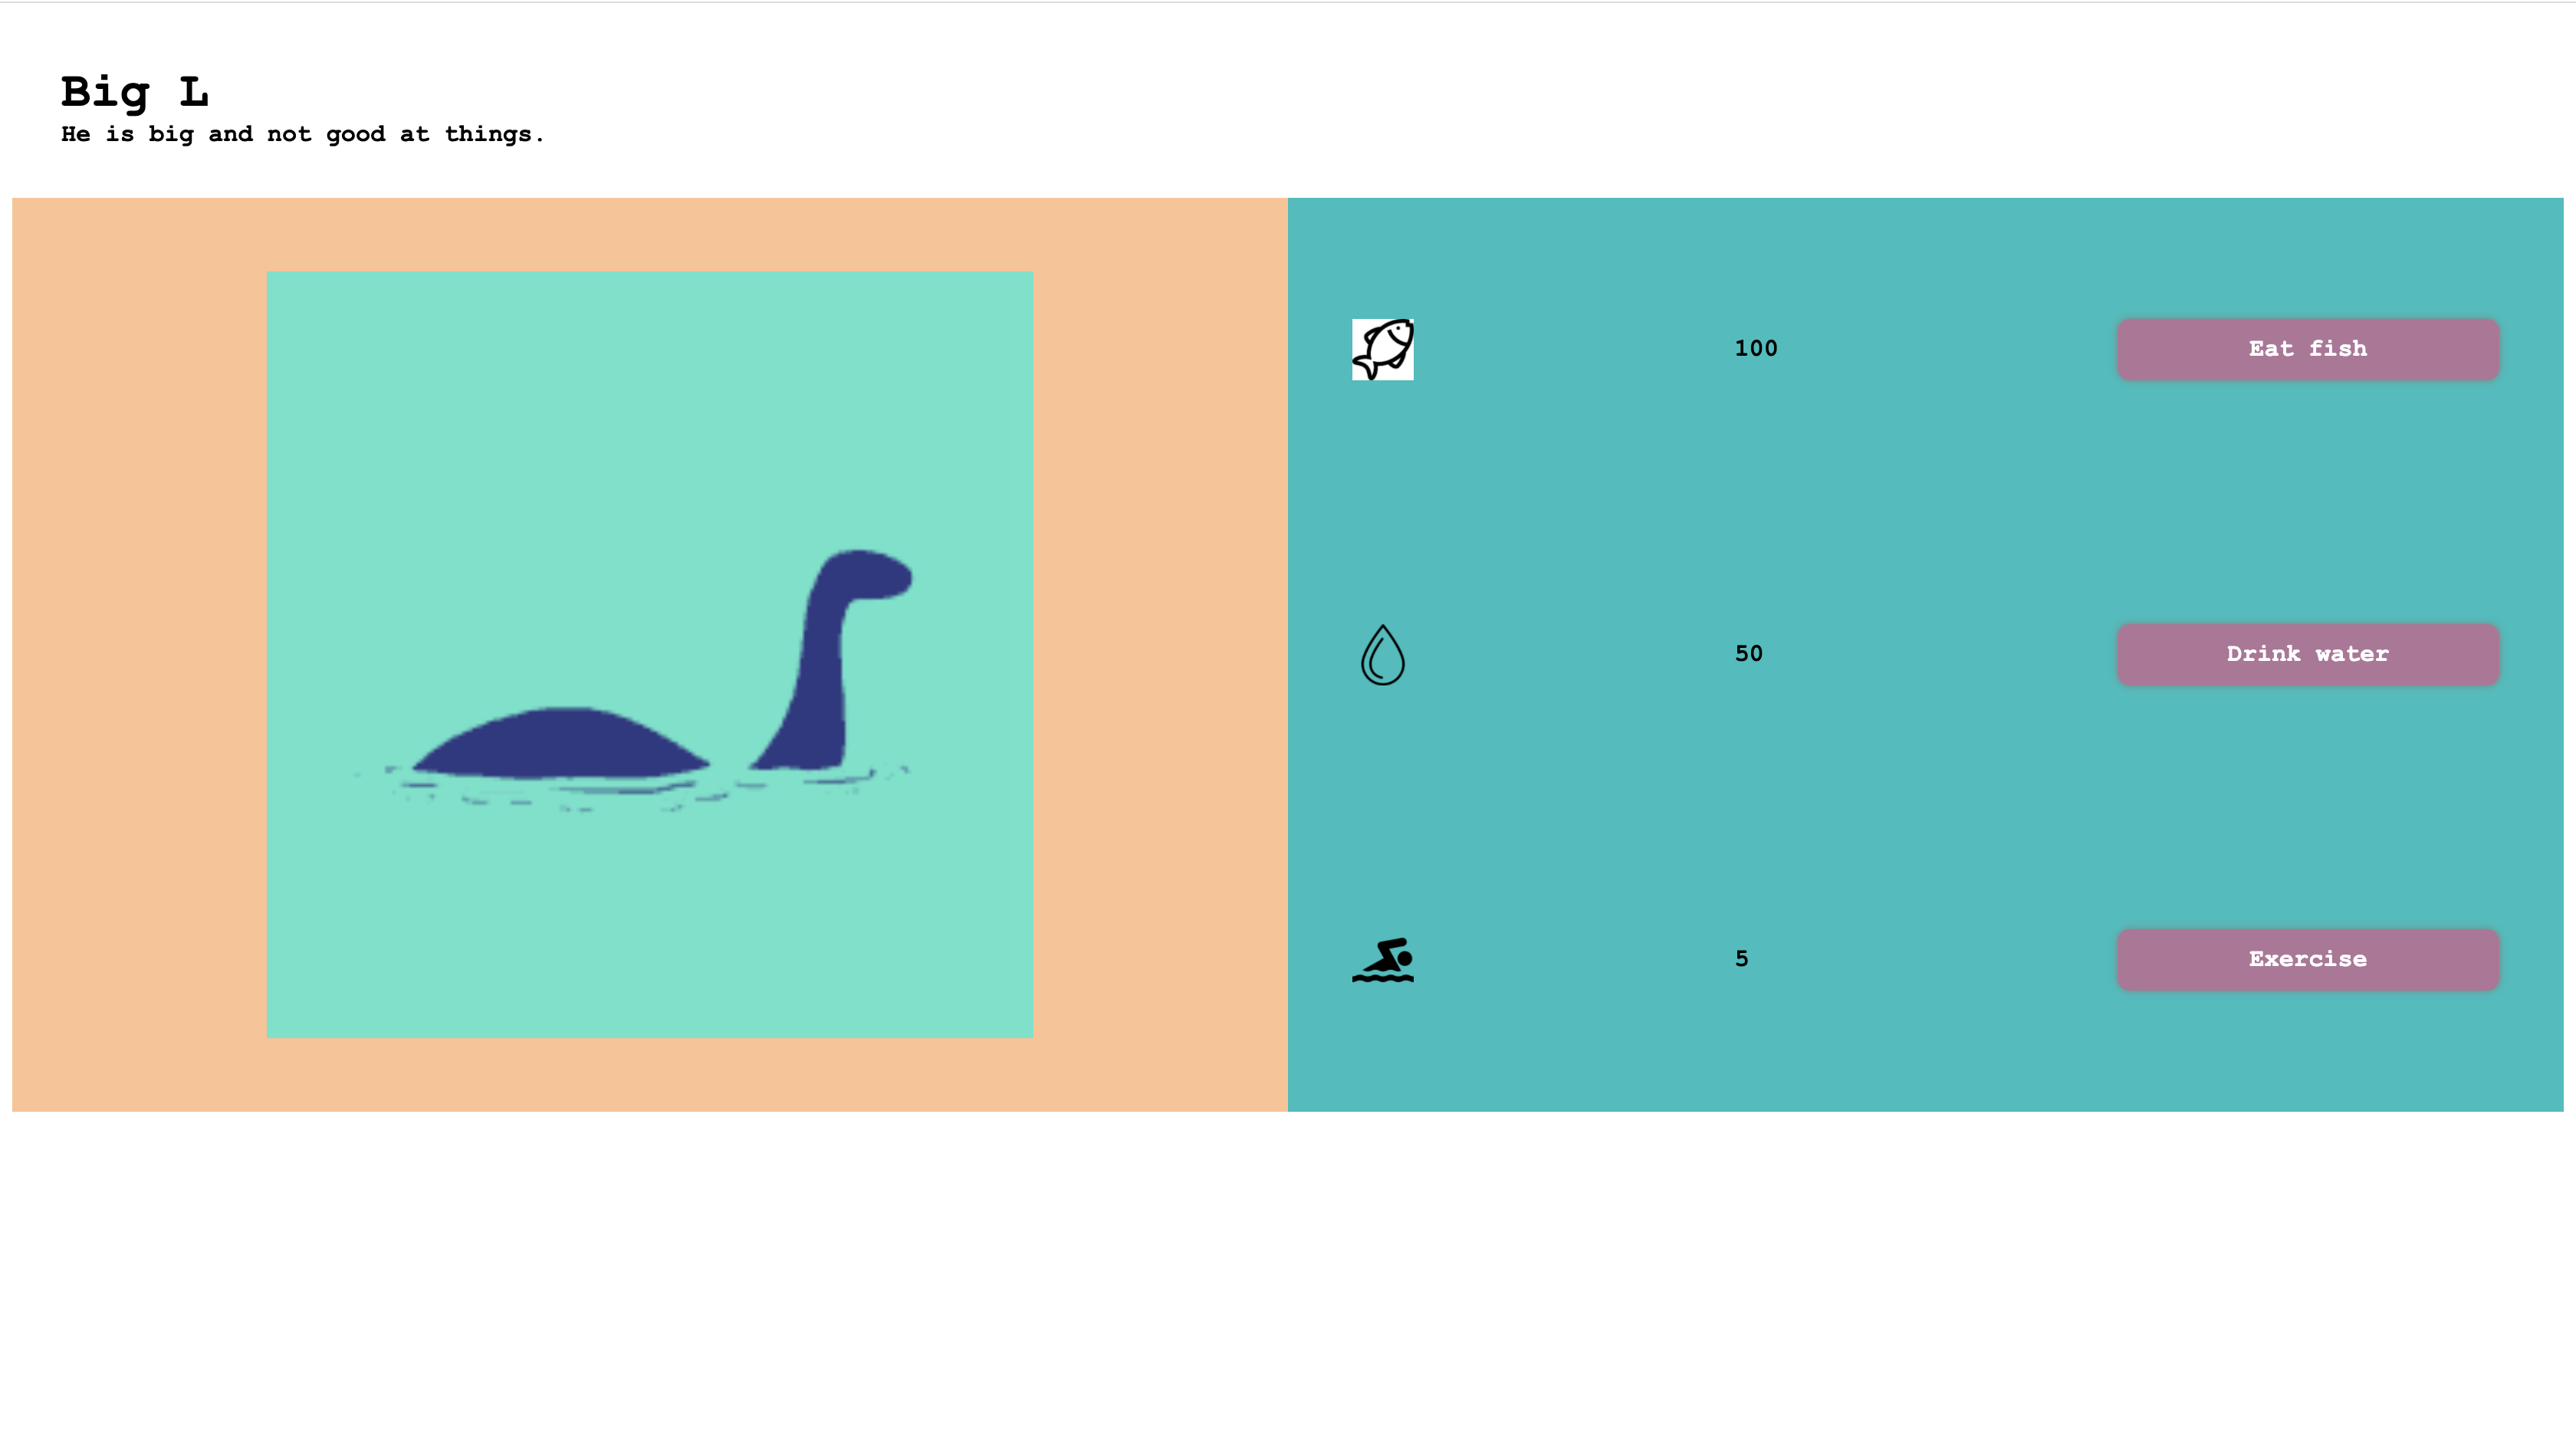 Big L
He is big and not good at things.
100
Eat fish
50
Drink water
5
Exercise